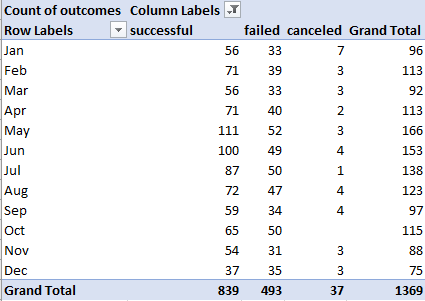 Count of outcomes Column Labels
Row Labels successful failed canceled Grand Total
Jan 56 33 7 96
Feb 71 39 3 113
Mar 56 33 3 92
Apr 71 40 2 113
May 111 52 3 166
Jun 100 49 4 153
Jul 87 50 1 138
Aug 72 47 4 123
Sep 59 34 4 97
Oct 65 50 115
Nov 54 31 3 88
Dec 37 35 3 75
Grand Total 839 493 37 1369